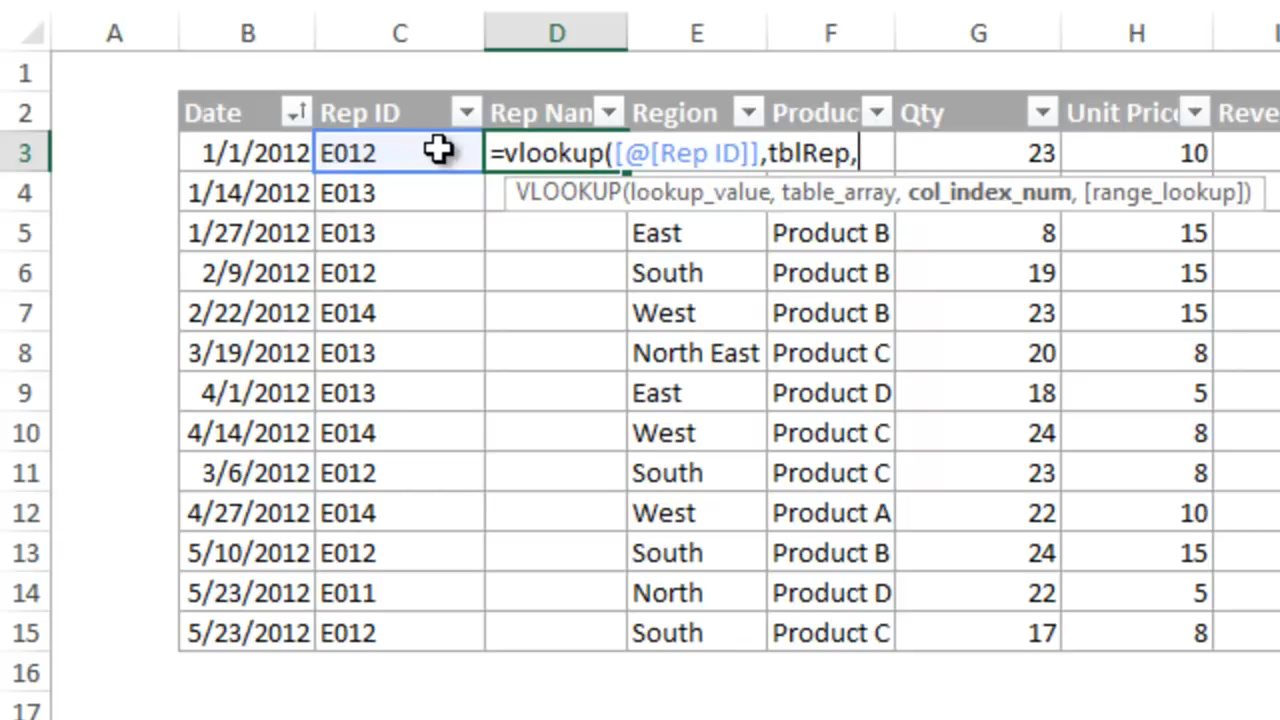 A B C D E F G H
1
2 Date Rep ID Rep Nan Region Produc Qty Unit Pric Reve
3 1/1/2012 E012 =vlookup([@[Rep ID]],tblRep, 23 10
4 1/14/2012 E013 VLOOKUP(lookup_value, table_array, col_index_num, [range_lookup])
5 1/27/2012 E013 East Product B 8 15
6 2/9/2012 E012 South Product B 19 15
7 2/22/2012 E014 West Product B 23 15
8 3/19/2012 E013 North East Product C 20 8
9 4/1/2012 E013 East Product D 18 5
10 4/14/2012 E014 West Product C 24 8
11 3/6/2012 E012 South Product C 23 8
12 4/27/2012 E014 West Product A 22 10
13 5/10/2012 E012 South Product B 24 15
14 5/23/2012 E011 North Product D 22 5
15 5/23/2012 E012 South Product C 17 8
16
17